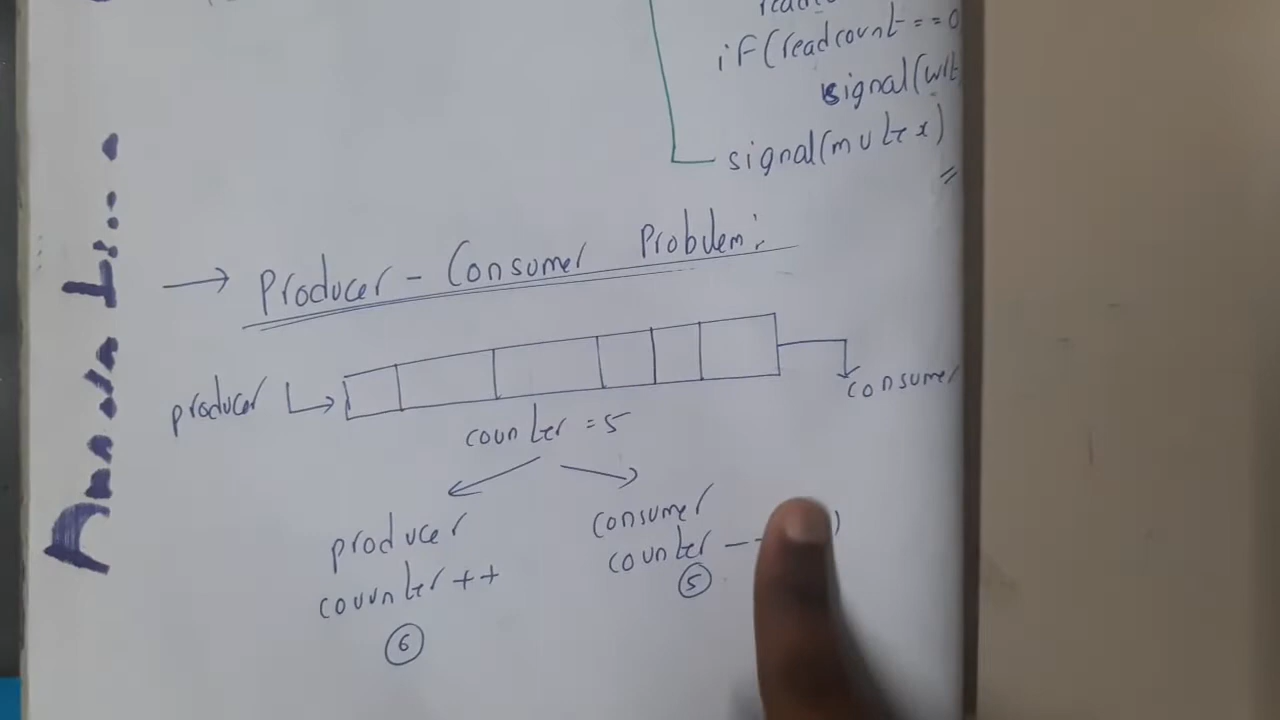 if(readcount==0
signal(wrt
signal(mutex)
→ Producer - Consumer Problem:
producer
consumer
counter = 5
producer
consumer
counter++
counter --
6
5